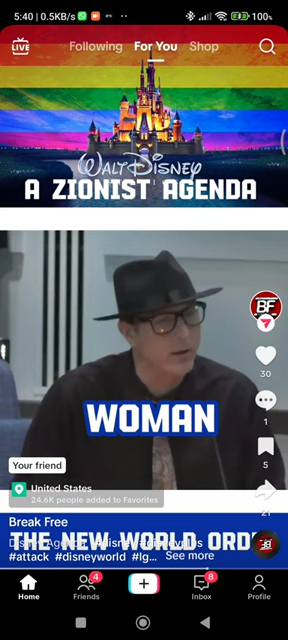 5:40 | 0.5KB/s
100%
LIVE
Following For You Shop
WALT DISNEY
A ZIONIST AGENDA
BF
30
WOMAN
1
Your friend
5
United States
24.6K people added to Favorites
21
Break Free
THE NEW WORLD ORD
#attack #disneyworld #lg... See more
4
8
Home Friends Inbox Profile